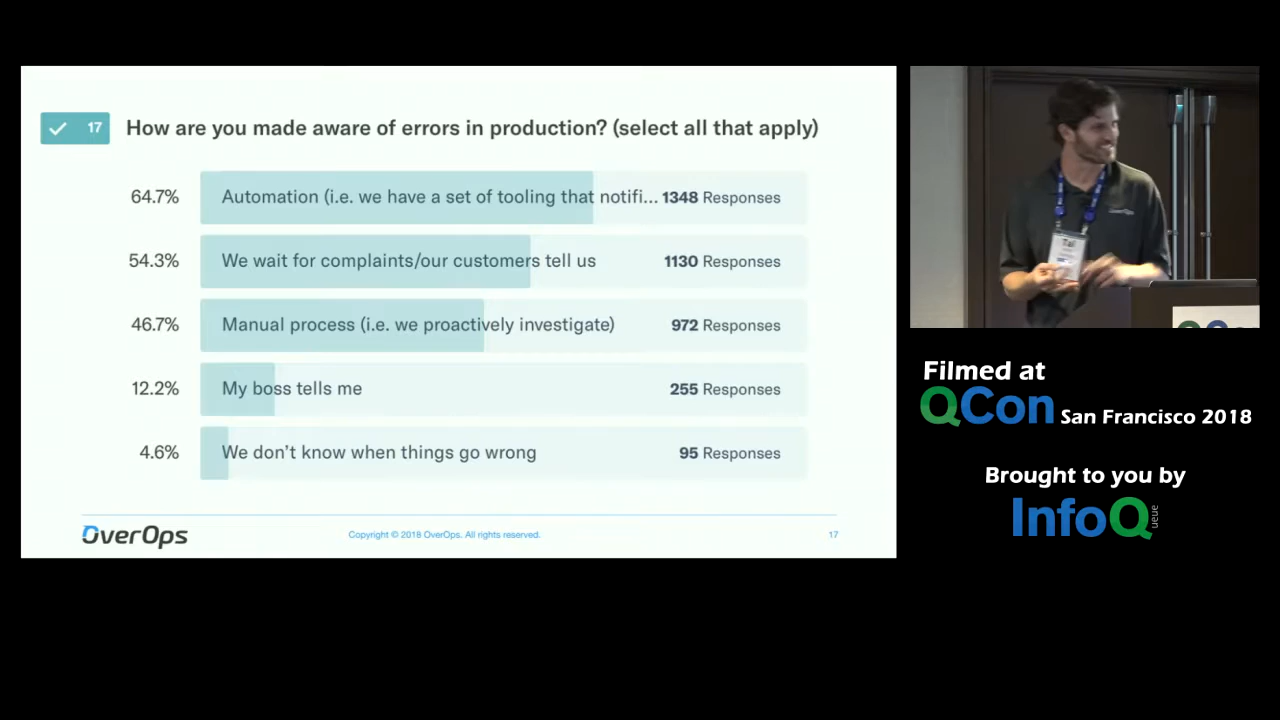 17 How are you made aware of errors in production? (select all that apply)
64.7% Automation (i.e. we have a set of tooling that notifi... 1348 Responses
54.3% We wait for complaints/our customers tell us 1130 Responses
46.7% Manual process (i.e. we proactively investigate) 972 Responses
12.2% My boss tells me 255 Responses
4.6% We don't know when things go wrong 95 Responses
OverOps Copyright © 2018 OverOps. All rights reserved. 17
OverOps
Tal
Filmed at
QCon San Francisco 2018
Brought to you by
InfoQ
queue